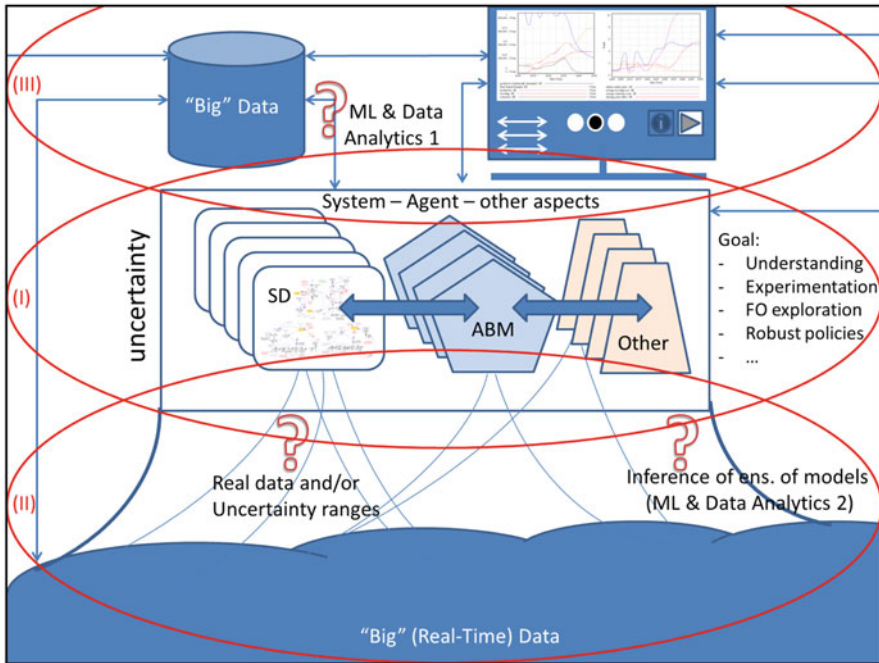 (III)
“Big” Data
?
ML & Data
Analytics 1
i
System – Agent – other aspects
uncertainty
(I)
SD
ABM
Other
Goal:
- Understanding
- Experimentation
- FO exploration
- Robust policies
- ...
?
?
(II)
Real data and/or
Uncertainty ranges
Inference of ens. of models
(ML & Data Analytics 2)
“Big” (Real-Time) Data